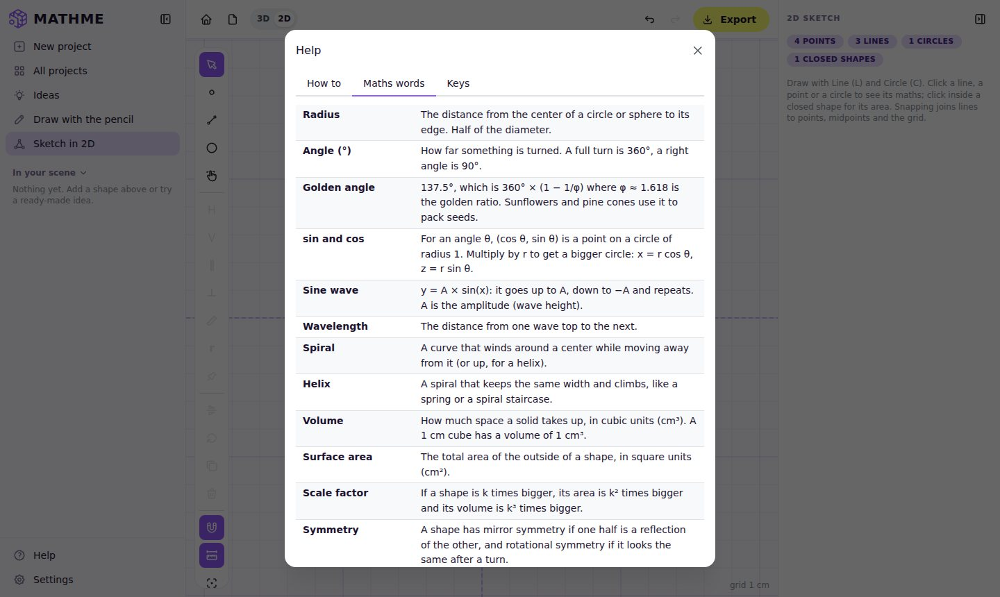 MATHME
New project
All projects
Ideas
Draw with the pencil
Sketch in 2D
In your scene
Nothing yet. Add a shape above or try
a ready-made idea.
Help
Settings
3D 2D
Export
Help
How to Maths words Keys
Radius The distance from the center of a circle or sphere to its
edge. Half of the diameter.
Angle (°) How far something is turned. A full turn is 360°, a right
angle is 90°.
Golden angle 137.5°, which is 360° × (1 − 1/φ) where φ ≈ 1.618 is
the golden ratio. Sunflowers and pine cones use it to
pack seeds.
sin and cos For an angle θ, (cos θ, sin θ) is a point on a circle of
radius 1. Multiply by r to get a bigger circle: x = r cos θ,
z = r sin θ.
Sine wave y = A × sin(x): it goes up to A, down to −A and repeats.
A is the amplitude (wave height).
Wavelength The distance from one wave top to the next.
Spiral A curve that winds around a center while moving away
from it (or up, for a helix).
Helix A spiral that keeps the same width and climbs, like a
spring or a spiral staircase.
Volume How much space a solid takes up, in cubic units (cm³). A
1 cm cube has a volume of 1 cm³.
Surface area The total area of the outside of a shape, in square units
(cm²).
Scale factor If a shape is k times bigger, its area is k² times bigger
and its volume is k³ times bigger.
Symmetry A shape has mirror symmetry if one half is a reflection
of the other, and rotational symmetry if it looks the
same after a turn.
2D SKETCH
4 POINTS 3 LINES 1 CIRCLES
1 CLOSED SHAPES
Draw with Line (L) and Circle (C). Click a line, a
point or a circle to see its maths; click inside a
closed shape for its area. Snapping joins lines
to points, midpoints and the grid.
grid 1 cm